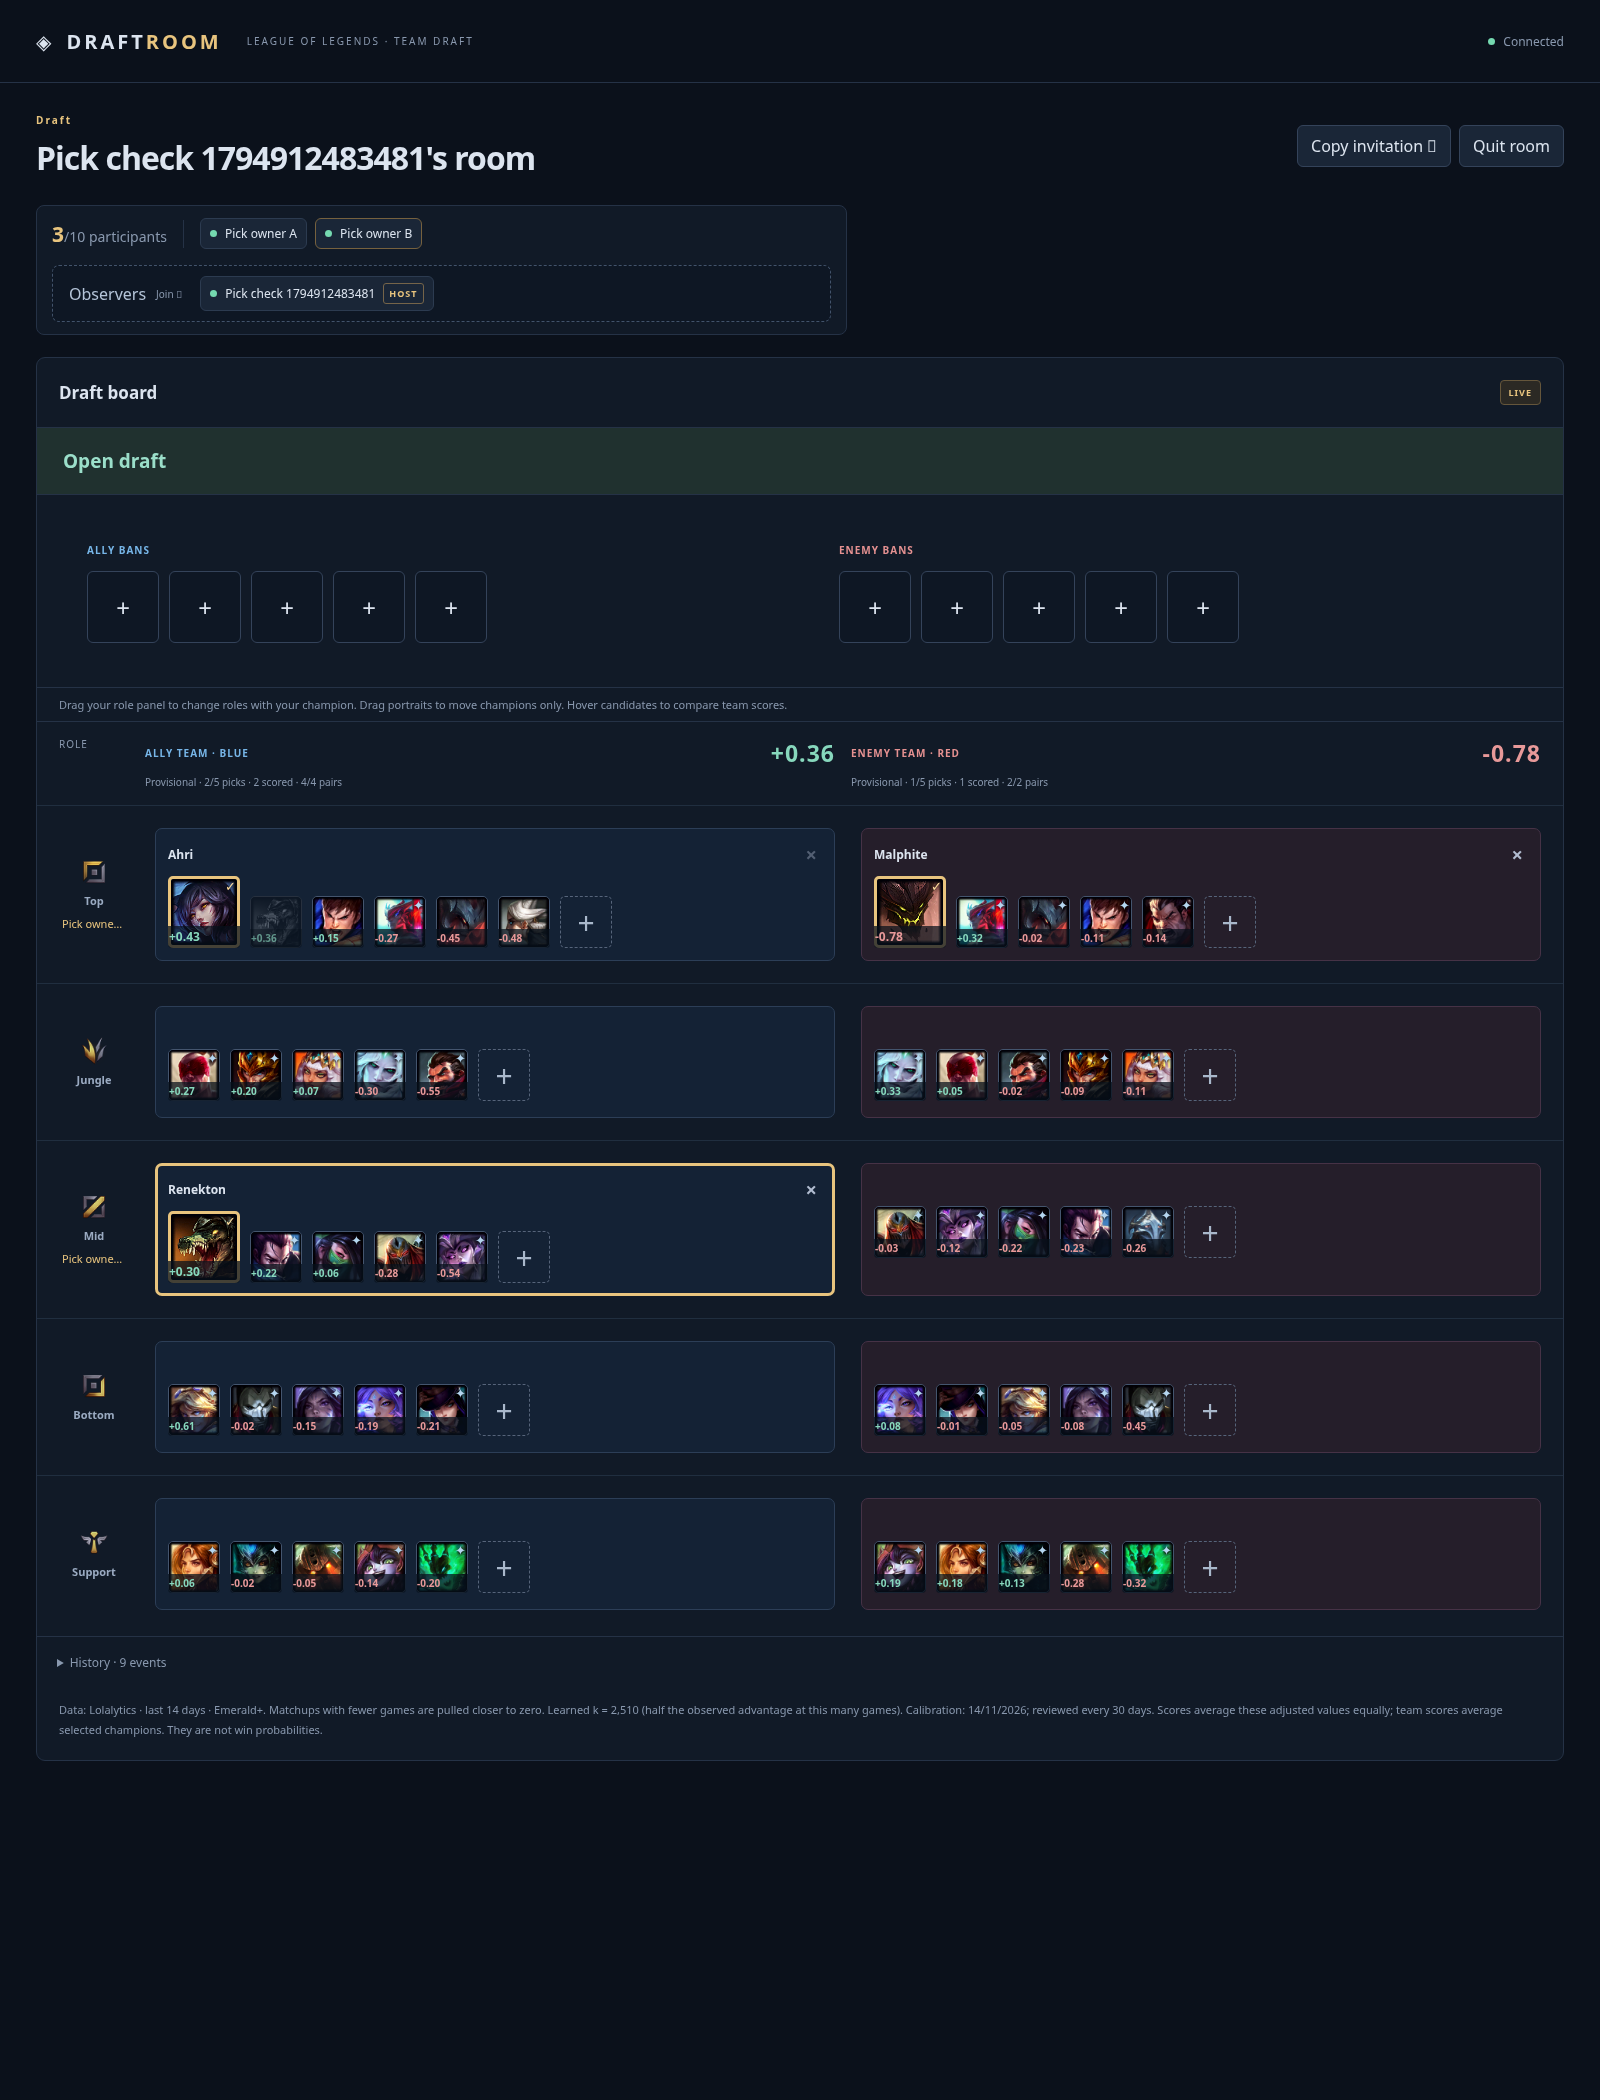 ◈ DRAFTROOM LEAGUE OF LEGENDS · TEAM DRAFT Connected
Draft
Pick check 1794912483481's room
Copy invitation Quit room
3/10 participants Pick owner A Pick owner B
Observers Join Pick check 1794912483481 HOST
Draft board LIVE
Open draft
ALLY BANS ENEMY BANS
+ + + + + + + + + +
Drag your role panel to change roles with your champion. Drag portraits to move champions only. Hover candidates to compare team scores.
ROLE ALLY TEAM · BLUE +0.36 ENEMY TEAM · RED -0.78
Provisional · 2/5 picks · 2 scored · 4/4 pairs Provisional · 1/5 picks · 1 scored · 2/2 pairs
Ahri × Malphite ×
Top
Pick owne...
+0.43 +0.36 +0.15 -0.27 -0.45 -0.48 + -0.78 +0.32 -0.02 -0.11 -0.14 +
Jungle
+0.27 +0.20 +0.07 -0.30 -0.55 + +0.33 +0.05 -0.02 -0.09 -0.11 +
Renekton ×
Mid
Pick owne...
+0.30 +0.22 +0.06 -0.28 -0.54 + -0.03 -0.12 -0.22 -0.23 -0.26 +
Bottom
+0.61 -0.02 -0.15 -0.19 -0.21 + +0.08 -0.01 -0.05 -0.08 -0.45 +
Support
+0.06 -0.02 -0.05 -0.14 -0.20 + +0.19 +0.18 +0.13 -0.28 -0.32 +
▶ History · 9 events
Data: Lolalytics · last 14 days · Emerald+. Matchups with fewer games are pulled closer to zero. Learned k = 2,510 (half the observed advantage at this many games). Calibration: 14/11/2026; reviewed every 30 days. Scores average these adjusted values equally; team scores average
selected champions. They are not win probabilities.